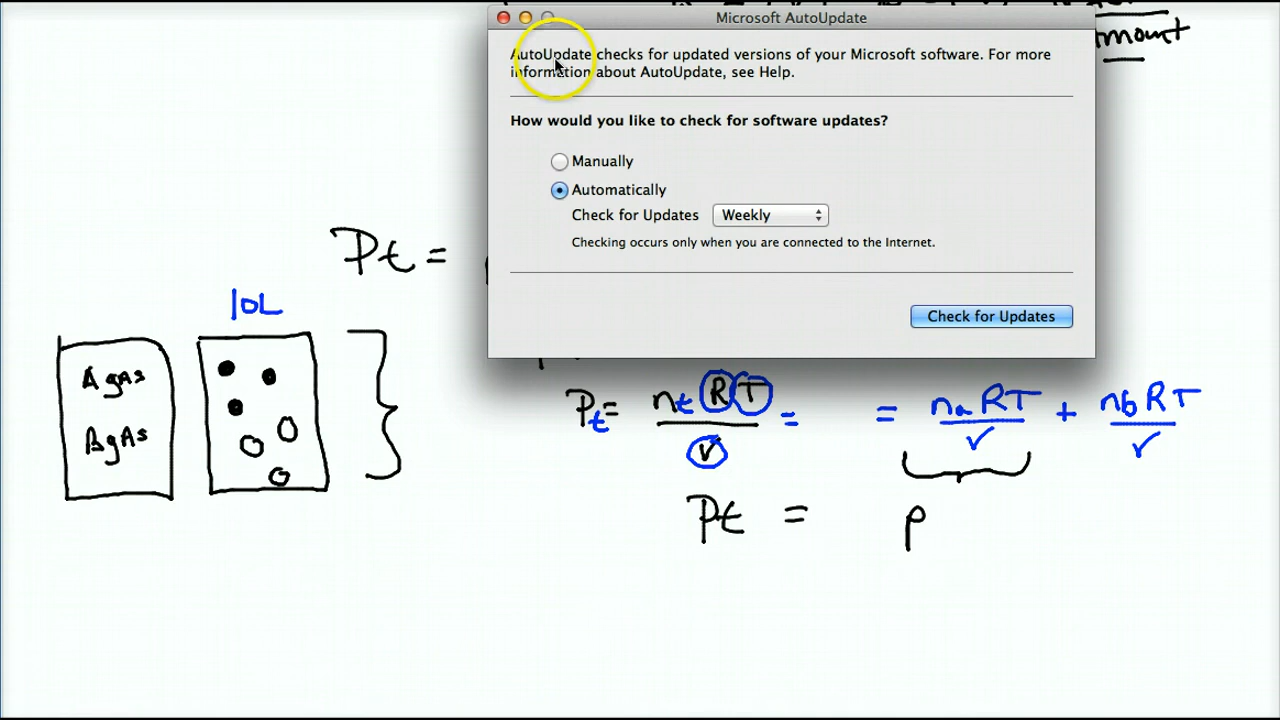 Microsoft AutoUpdate
AutoUpdate checks for updated versions of your Microsoft software. For more
information about AutoUpdate, see Help.
How would you like to check for software updates?
Manually
Automatically
Check for Updates Weekly
Checking occurs only when you are connected to the Internet.
Check for Updates
Amount
Pt =
10L
A gas
B gas
Pt = ntRT/V = = naRT/V + nbRT/V
Pt = P